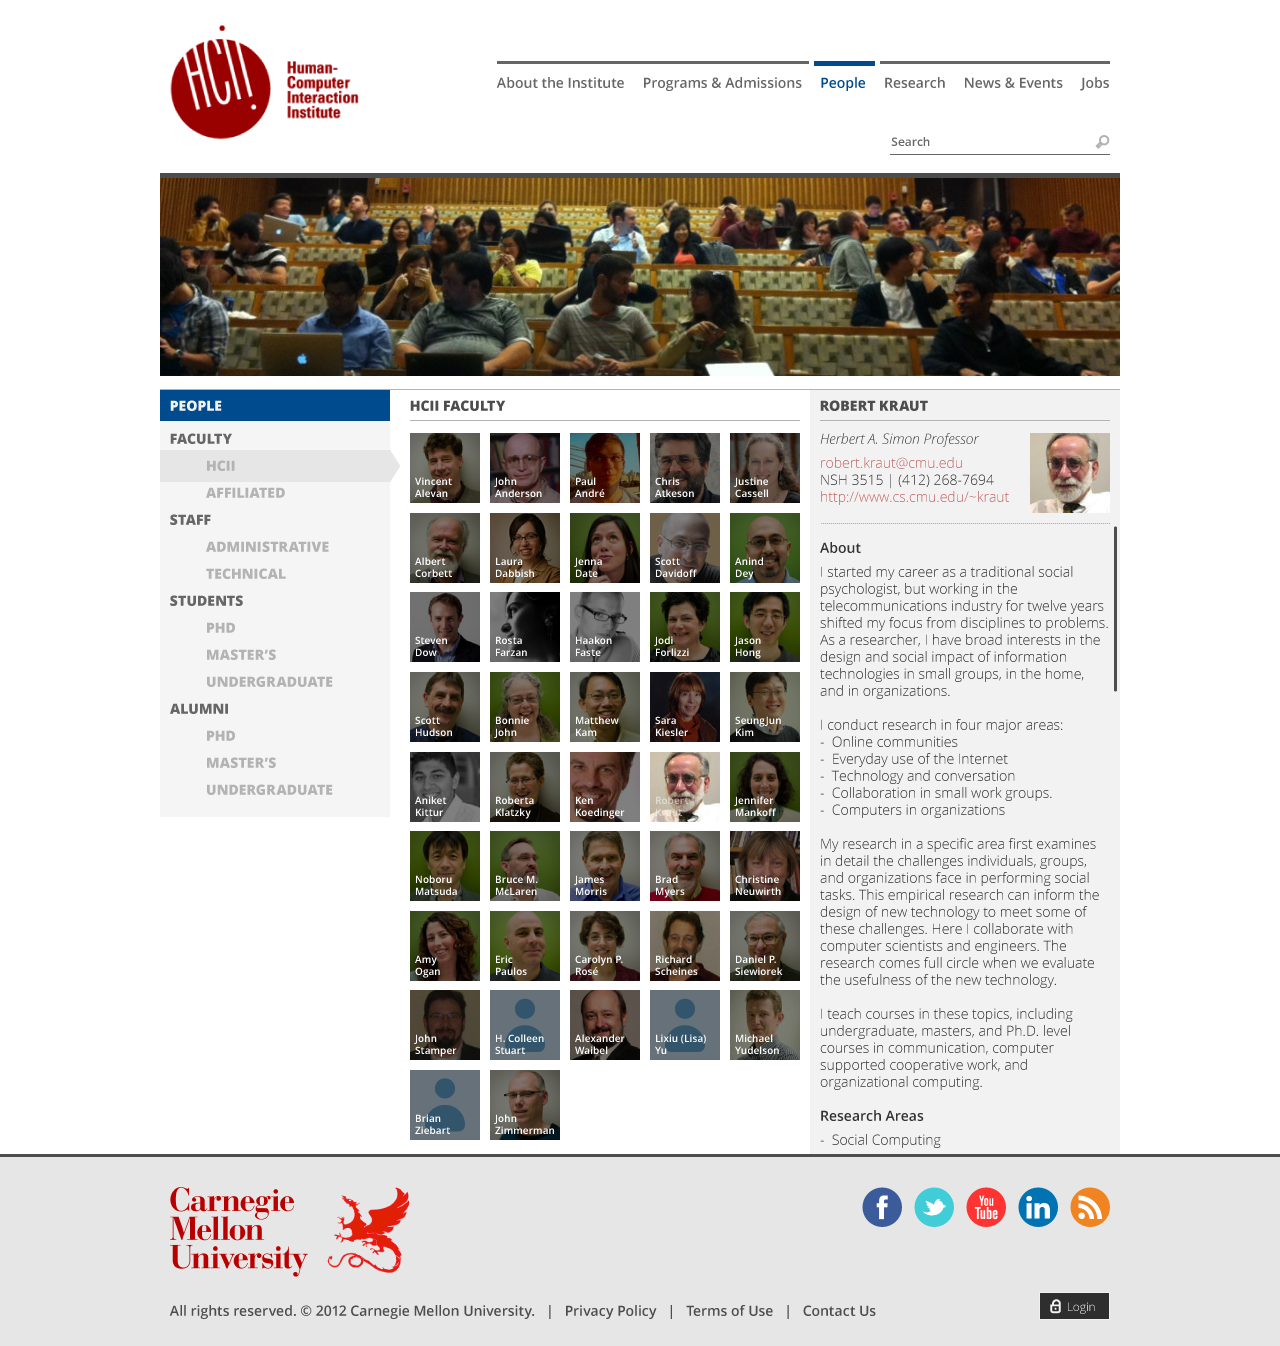 HCII
Human-
Computer
Interaction
Institute
About the Institute
Programs & Admissions
People
Research
News & Events
Jobs
Search
PEOPLE
FACULTY
HCII
AFFILIATED
STAFF
ADMINISTRATIVE
TECHNICAL
STUDENTS
PHD
MASTER'S
UNDERGRADUATE
ALUMNI
PHD
MASTER'S
UNDERGRADUATE
HCII FACULTY
Vincent
Alevan
John
Anderson
Paul
André
Chris
Atkeson
Justine
Cassell
Albert
Corbett
Laura
Dabbish
Jenna
Date
Scott
Davidoff
Anind
Dey
Steven
Dow
Rosta
Farzan
Haakon
Faste
Jodi
Forlizzi
Jason
Hong
Scott
Hudson
Bonnie
John
Matthew
Kam
Sara
Kiesler
SeungJun
Kim
Aniket
Kittur
Roberta
Klatzky
Ken
Koedinger
Robert
Kraut
Jennifer
Mankoff
Noboru
Matsuda
Bruce M.
McLaren
James
Morris
Brad
Myers
Christine
Neuwirth
Amy
Ogan
Eric
Paulos
Carolyn P.
Rosé
Richard
Scheines
Daniel P.
Siewiorek
John
Stamper
H. Colleen
Stuart
Alexander
Waibel
Lixiu (Lisa)
Yu
Michael
Yudelson
Brian
Ziebart
John
Zimmerman
ROBERT KRAUT
Herbert A. Simon Professor
robert.kraut@cmu.edu
NSH 3515 | (412) 268-7694
http://www.cs.cmu.edu/~kraut
About
I started my career as a traditional social
psychologist, but working in the
telecommunications industry for twelve years
shifted my focus from disciplines to problems.
As a researcher, I have broad interests in the
design and social impact of information
technologies in small groups, in the home,
and in organizations.
I conduct research in four major areas:
- Online communities
- Everyday use of the Internet
- Technology and conversation
- Collaboration in small work groups.
- Computers in organizations
My research in a specific area first examines
in detail the challenges individuals, groups,
and organizations face in performing social
tasks. This empirical research can inform the
design of new technology to meet some of
these challenges. Here I collaborate with
computer scientists and engineers. The
research comes full circle when we evaluate
the usefulness of the new technology.
I teach courses in these topics, including
undergraduate, masters, and Ph.D. level
courses in communication, computer
supported cooperative work, and
organizational computing.
Research Areas
- Social Computing
Carnegie
Mellon
University
f
You
Tube
in
All rights reserved. © 2012 Carnegie Mellon University. | Privacy Policy | Terms of Use | Contact Us
Login